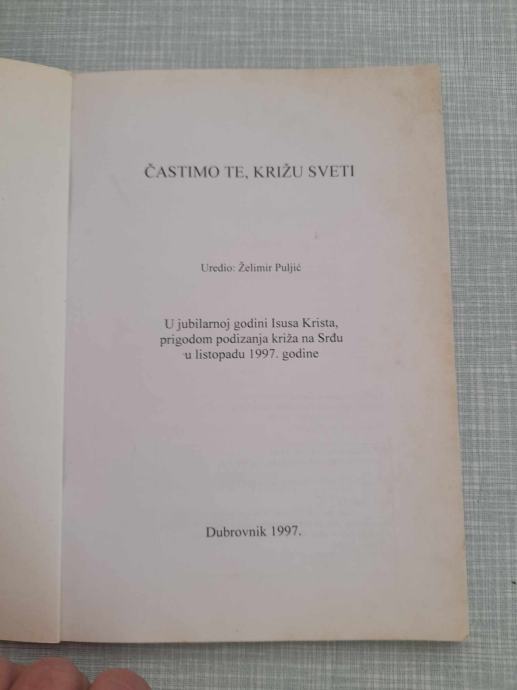 ČASTIMO TE, KRIŽU SVETI
Uredio: Želimir Puljić
U jubilarnoj godini Isusa Krista,
prigodom podizanja križa na Srđu
u listopadu 1997. godine
Dubrovnik 1997.